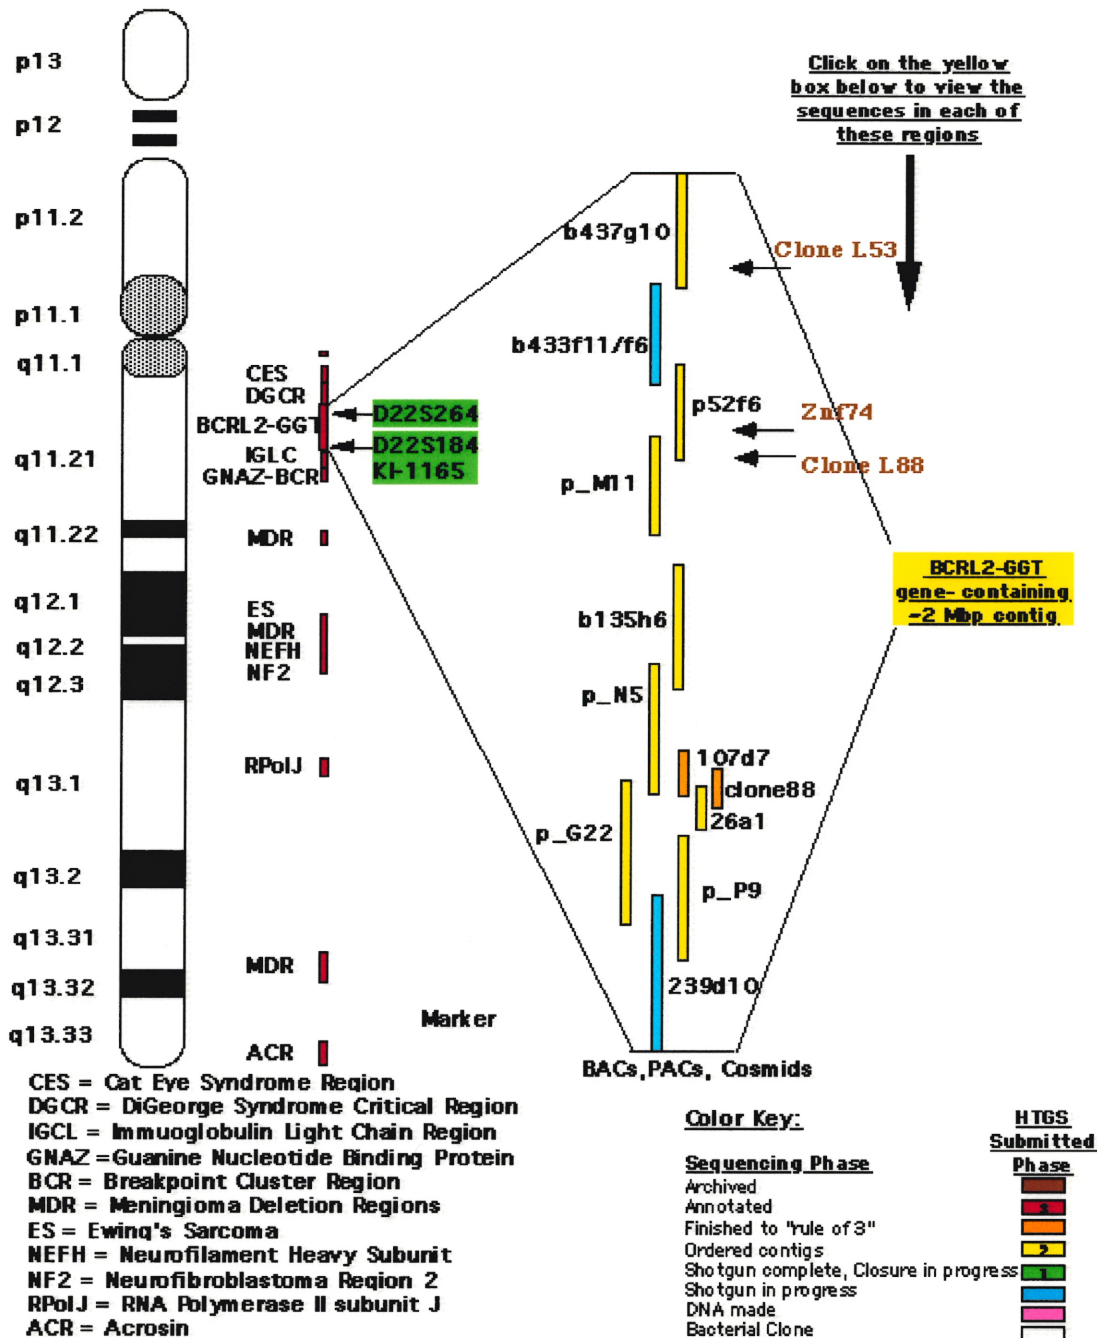 p13
p12
p11.2
p11.1
q11.1
q11.21
q11.22
q12.1
q12.2
q12.3
q13.1
q13.2
q13.31
q13.32
q13.33
CES
DGCR
BCRL2-GGT
IGLC
GNAZ-BCR
MDR
ES
MDR
NEFH
NF2
RPolJ
MDR
ACR
D22S264
D22S184
KI-1165
Marker
b437g10
b433f11/f6
p52f6
p_M11
b135h6
p_N5
107d7
clone88
26a1
p_G22
p_P9
239d10
BACs,PACs, Cosmids
Clone L53
Znf74
Clone L88
Click on the yellow
box below to view the
sequences in each of
these regions
BCRL2-GGT
gene- containing
~2 Mbp contig
CES = Cat Eye Syndrome Region
DGCR = DiGeorge Syndrome Critical Region
IGCL = Immuoglobulin Light Chain Region
GNAZ =Guanine Nucleotide Binding Protein
BCR = Breakpoint Cluster Region
MDR = Meningioma Deletion Regions
ES = Ewing's Sarcoma
NEFH = Neurofilament Heavy Subunit
NF2 = Neurofibroblastoma Region 2
RPolJ = RNA Polymerase II subunit J
ACR = Acrosin
Color Key:
HTGS
Submitted
Sequencing Phase
Phase
Archived
Annotated 3
Finished to "rule of 3"
Ordered contigs 2
Shotgun complete, Closure in progress 1
Shotgun in progress
DNA made
Bacterial Clone